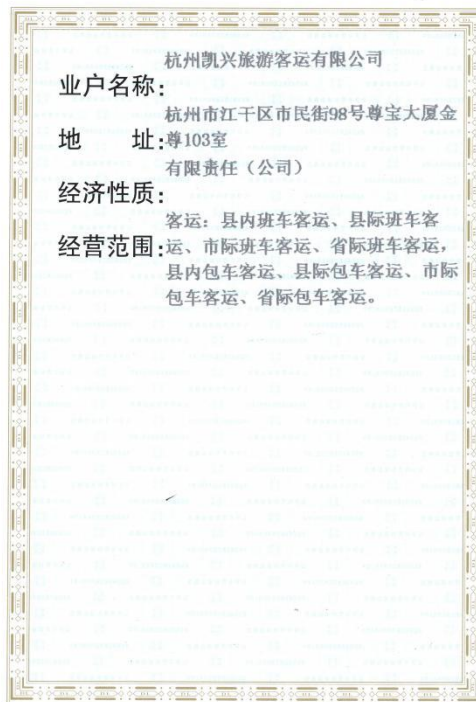 杭州凯兴旅游客运有限公司
业户名称:
杭州市江干区市民街98号尊宝大厦金
地 址:尊103室
有限责任（公司）
经济性质:
客运：县内班车客运、县际班车客
经营范围:运、市际班车客运、省际班车客运，
县内包车客运、县际包车客运、市际
包车客运、省际包车客运。